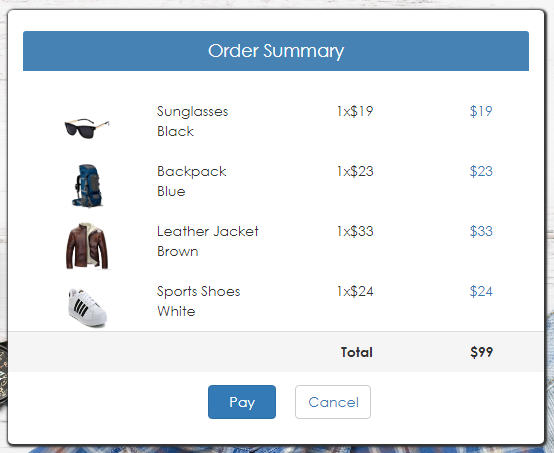 Order Summary
Sunglasses 1x$19 $19
Black
Backpack 1x$23 $23
Blue
Leather Jacket 1x$33 $33
Brown
Sports Shoes 1x$24 $24
White
Total $99
Pay Cancel